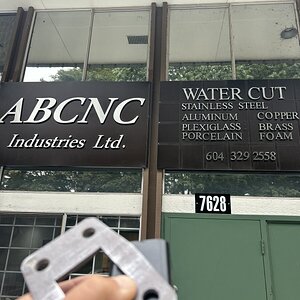 ABCNC
Industries Ltd.
WATER CUT
STAINLESS STEEL
ALUMINUM COPPER
PLEXIGLASS BRASS
PORCELAIN FOAM
604 329 2558
7628